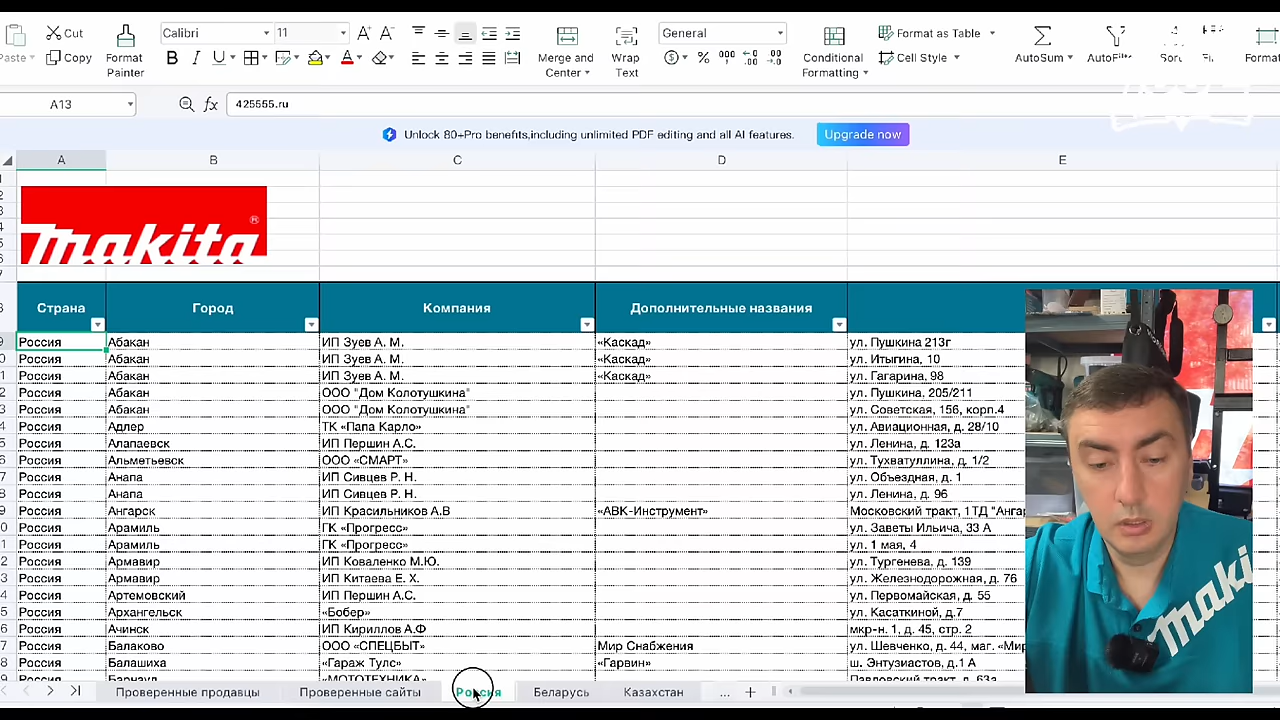 Cut
Calibri
11
General
Format as Table
Paste
Copy
Format
Painter
Merge and
Center
Wrap
Text
Conditional
Formatting
Cell Style
AutoSum
AutoFilter
A13
fx
425555.ru
Unlock 80+Pro benefits,including unlimited PDF editing and all AI features.
Upgrade now
A B C D E
makita®
Страна Город Компания Дополнительные названия
Россия Абакан ИП Зуев А. М. «Каскад» ул. Пушкина 213г
Россия Абакан ИП Зуев А. М. «Каскад» ул. Итыгина, 10
Россия Абакан ИП Зуев А. М. «Каскад» ул. Гагарина, 98
Россия Абакан ООО "Дом Колотушкина" ул. Пушкина, 205/211
Россия Абакан ООО "Дом Колотушкина" ул. Советская, 156, корп.4
Россия Адлер ТК «Папа Карло» ул. Авиационная, д. 28/10
Россия Алапаевск ИП Першин А.С. ул. Ленина, д. 123а
Россия Альметьевск ООО «СМАРТ» ул. Тухватуллина, д. 1/2
Россия Анапа ИП Сивцев Р. Н. ул. Объездная, д. 1
Россия Анапа ИП Сивцев Р. Н. ул. Ленина, д. 96
Россия Ангарск ИП Красильников А.В «АВК-Инструмент» Московский тракт, 1ТД "Ангар
Россия Арамиль ГК «Прогресс» ул. Заветы Ильича, 33 А
Россия Арамиль ГК «Прогресс» ул. 1 мая, 4
Россия Армавир ИП Коваленко М.Ю. ул. Тургенева, д. 139
Россия Армавир ИП Китаева Е. Х. ул. Железнодорожная, д. 76
Россия Артемовский ИП Першин А.С. ул. Первомайская, д. 55
Россия Архангельск «Бобер» ул. Касаткиной, д.7
Россия Ачинск ИП Кириллов А.Ф мкр-н. 1, д. 45, стр. 2
Россия Балаково ООО «СПЕЦБЫТ» Мир Снабжения ул. Шевченко, д. 44, маг. «Мир
Россия Балашиха «Гараж Тулс» «Гарвин» ш. Энтузиастов, д.1 А
Россия Барнаул «МОТОТЕХНИКА» Павловский тракт, д. 63а
Maki
Проверенные продавцы Проверенные сайты Россия Беларусь Казахстан ... +